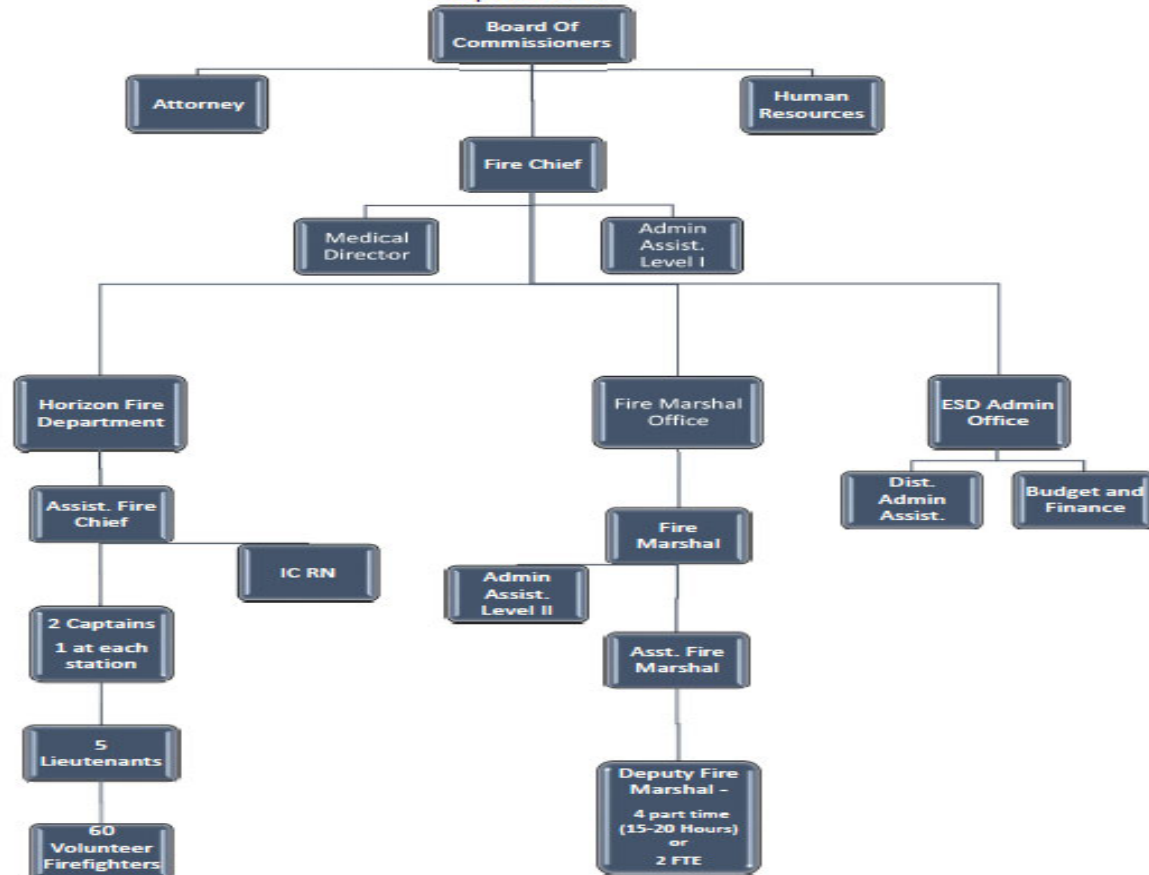 Board Of
Commissioners
Attorney
Human
Resources
Fire Chief
Medical
Director
Admin
Assist.
Level I
Horizon Fire
Department
Fire Marshal
Office
ESD Admin
Office
Assist. Fire
Chief
Dist.
Admin
Assist.
Budget and
Finance
Fire
Marshal
IC RN
Admin
Assist.
Level II
2 Captains
1 at each
station
Asst. Fire
Marshal
5
Lieutenants
Deputy Fire
Marshal -
4 part time
(15-20 Hours)
or
2 FTE
60
Volunteer
Firefighters